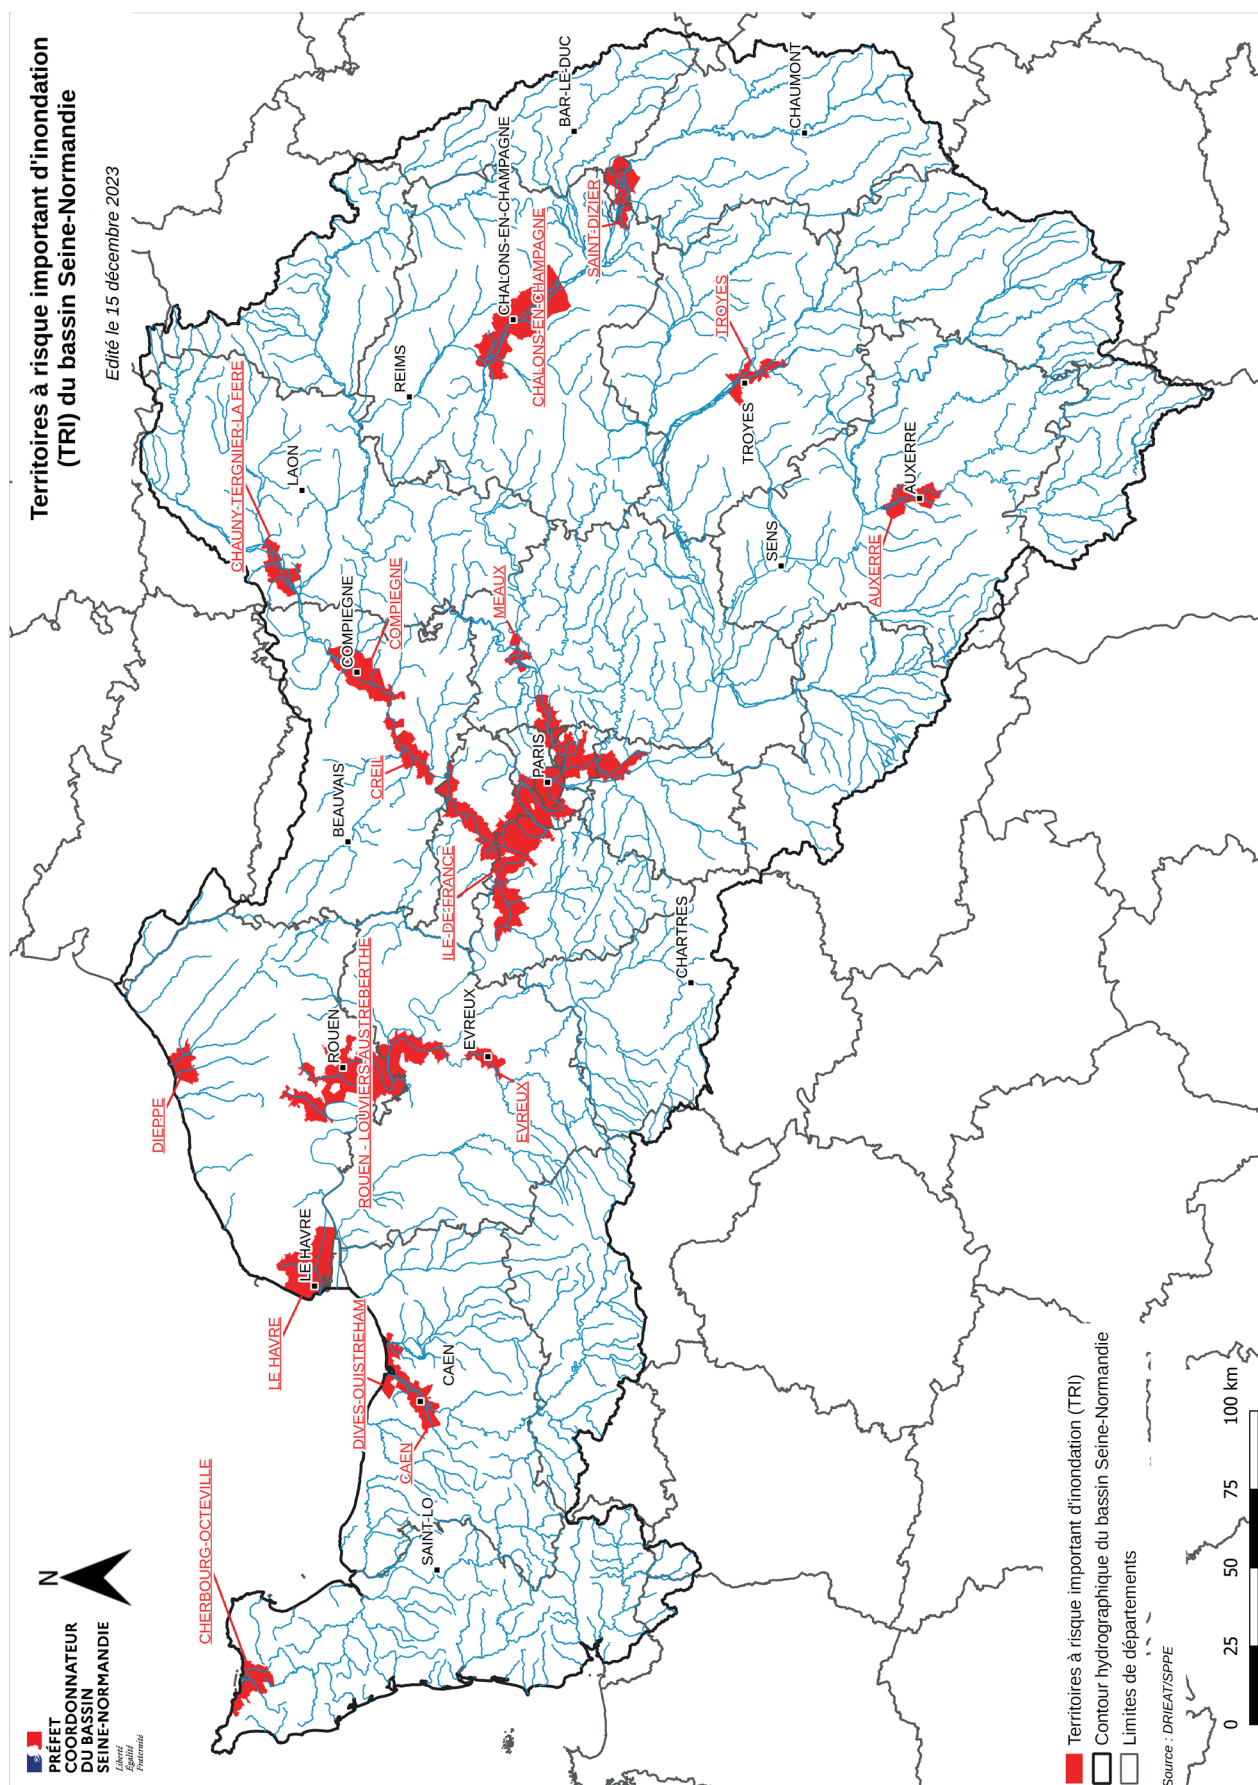 PRÉFET
COORDONNATEUR
DU BASSIN
SEINE-NORMANDIE
Liberté
Égalité
Fraternité
N
Territoires à risque important d'inondation
(TRI) du bassin Seine-Normandie
Edité le 15 décembre 2023
CHERBOURG-OCTEVILLE
DIEPPE
CHAUNY-TERGNIER-LA FERE
LE HAVRE
LE HAVRE
LAON
ROUEN
BEAUVAIS
COMPIEGNE
DIVES-OUISTREHAM
ROUEN - LOUVIERS-AUSTREBERTHE
CREIL
COMPIEGNE
REIMS
CAEN
SAINT-LO
CAEN
ILE-DE-FRANCE
EVREUX
MEAUX
CHALONS-EN-CHAMPAGNE
EVREUX
PARIS
CHALONS-EN-CHAMPAGNE
BAR-LE-DUC
SAINT-DIZIER
CHARTRES
TROYES
TROYES
SENS
CHAUMONT
AUXERRE
AUXERRE
Territoires à risque important d'inondation (TRI)
Contour hydrographique du bassin Seine-Normandie
Limites de départements
Source : DRIEAT/SPPE
0 25 50 75 100 km